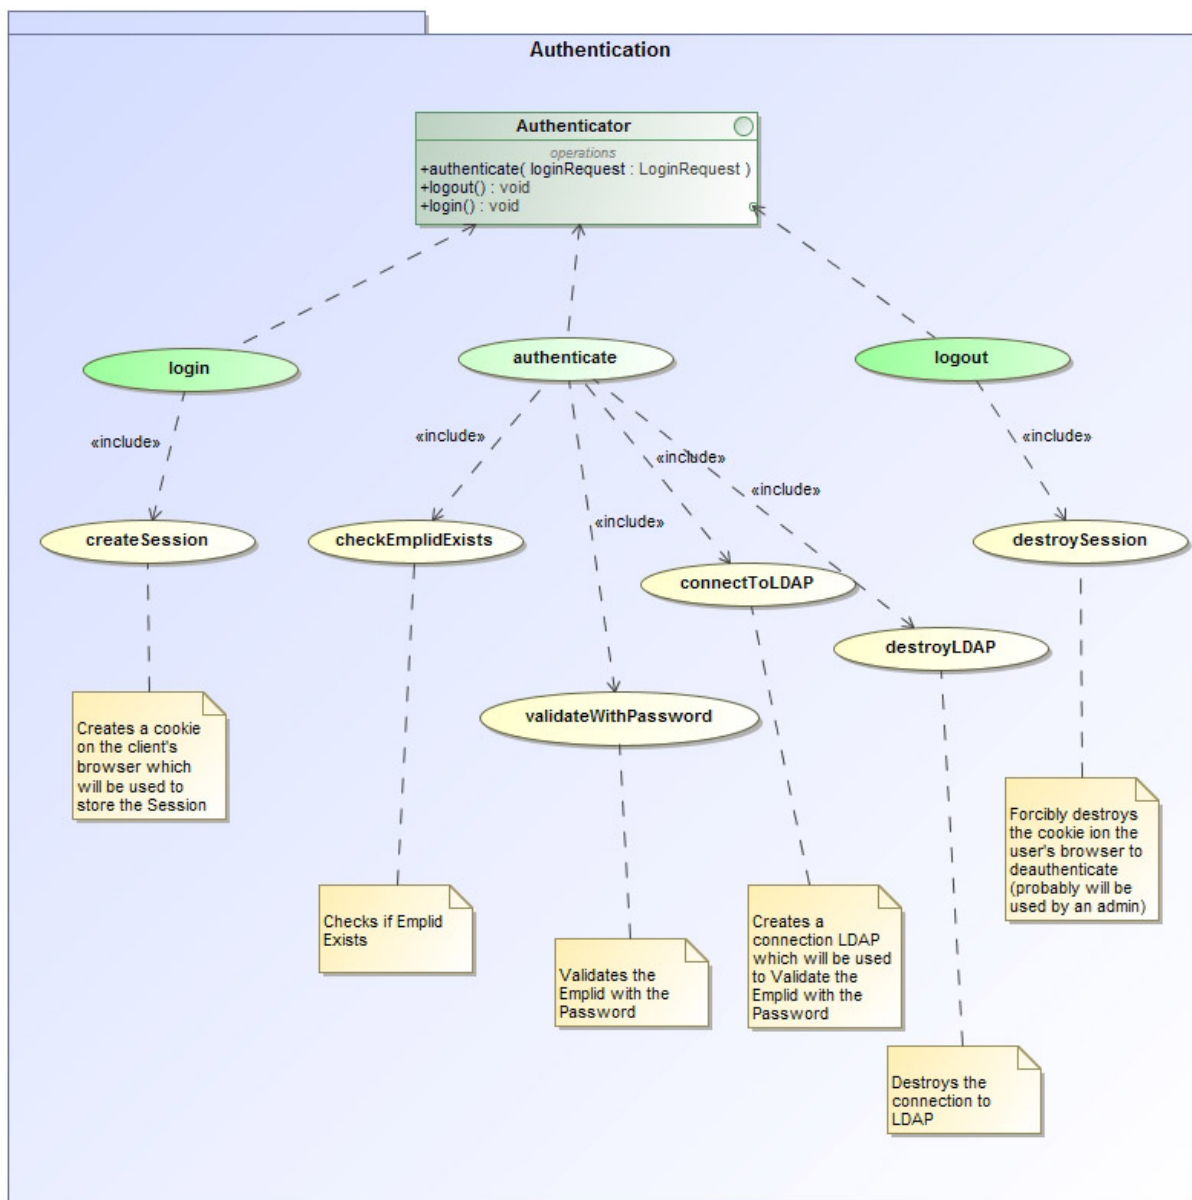 Authentication
Authenticator
operations
+authenticate( loginRequest : LoginRequest )
+logout() : void
+login() : void
login
authenticate
logout
«include»
«include»
«include»
«include»
«include»
«include»
createSession
checkEmplidExists
connectToLDAP
destroySession
destroyLDAP
validateWithPassword
Creates a cookie
on the client's
browser which
will be used to
store the Session
Forcibly destroys
the cookie ion the
user's browser to
deauthenticate
(probably will be
used by an admin)
Checks if Emplid
Exists
Validates the
Emplid with the
Password
Creates a
connection LDAP
which will be used
to Validate the
Emplid with the
Password
Destroys the
connection to
LDAP